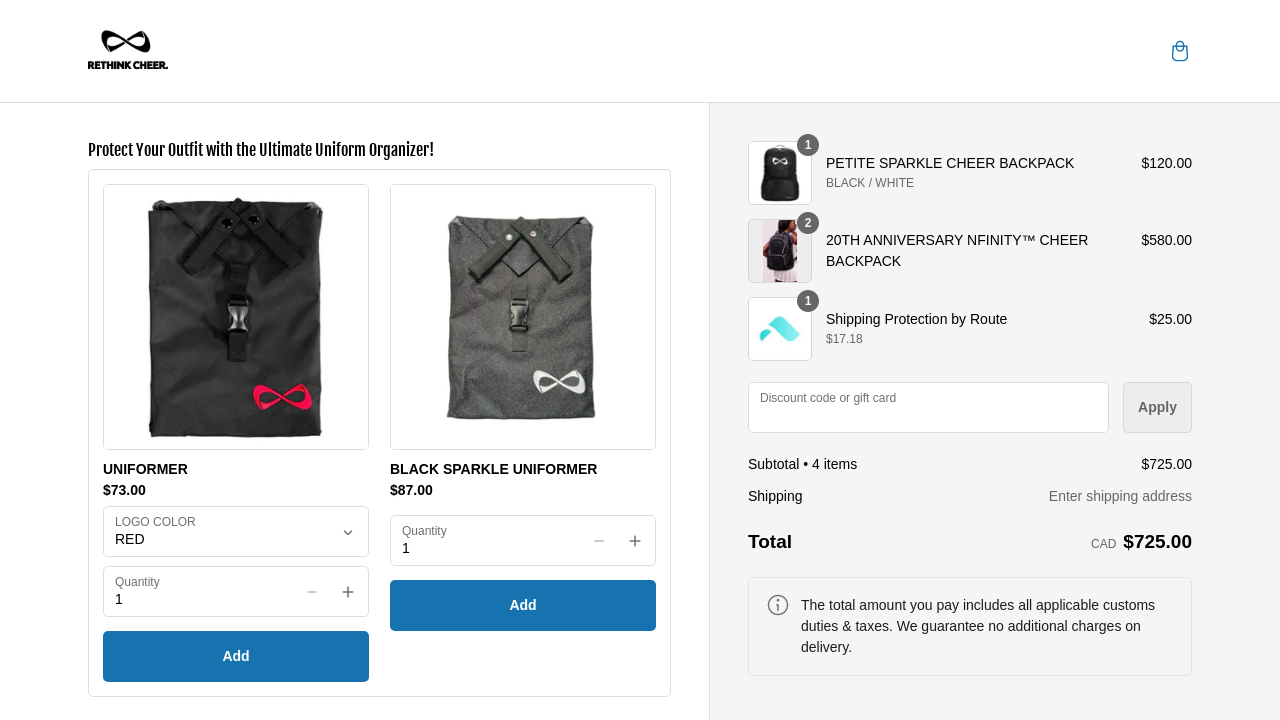 RETHINK CHEER.
Protect Your Outfit with the Ultimate Uniform Organizer!
UNIFORMER
$73.00
LOGO COLOR
RED
Quantity
1
Add
BLACK SPARKLE UNIFORMER
$87.00
Quantity
1
Add
1
PETITE SPARKLE CHEER BACKPACK
$120.00
BLACK / WHITE
2
20TH ANNIVERSARY NFINITY™ CHEER
BACKPACK
$580.00
1
Shipping Protection by Route
$25.00
$17.18
Discount code or gift card
Apply
Subtotal • 4 items
$725.00
Shipping
Enter shipping address
Total
CAD $725.00
The total amount you pay includes all applicable customs
duties & taxes. We guarantee no additional charges on
delivery.